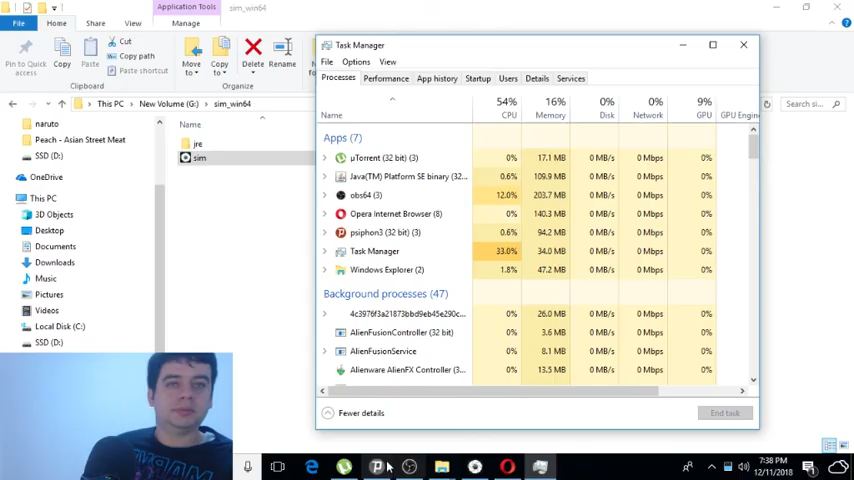 Application Tools
sim_win64
File
Home
Share
View
Manage
Pin to Quick
access
Copy
Paste
Cut
Copy path
Paste shortcut
Clipboard
Move
to
Copy
to
Delete
Rename
Organize
This PC > New Volume (G:) > sim_win64
Search si...
naruto
Peach - Asian Street Meat
SSD (D:)
OneDrive
This PC
3D Objects
Desktop
Documents
Downloads
Music
Pictures
Videos
Local Disk (C:)
SSD (D:)
Name
jre
sim
Task Manager
File Options View
Processes Performance App history Startup Users Details Services
54% 16% 0% 0% 9%
Name CPU Memory Disk Network GPU GPU Engin
Apps (7)
µTorrent (32 bit) (3) 0% 17.1 MB 0 MB/s 0 Mbps 0%
Java(TM) Platform SE binary (32... 0.6% 109.9 MB 0 MB/s 0 Mbps 0%
obs64 (3) 12.0% 203.7 MB 0 MB/s 0 Mbps 0%
Opera Internet Browser (8) 0% 140.3 MB 0 MB/s 0 Mbps 0%
psiphon3 (32 bit) (3) 0.6% 94.2 MB 0 MB/s 0 Mbps 0%
Task Manager 33.0% 34.0 MB 0 MB/s 0 Mbps 0%
Windows Explorer (2) 1.8% 47.2 MB 0 MB/s 0 Mbps 0%
Background processes (47)
4c3976f3a21873bbd9eb45e290c... 0% 26.0 MB 0 MB/s 0 Mbps 0%
AlienFusionController (32 bit) 0% 3.6 MB 0 MB/s 0 Mbps 0%
AlienFusionService 0% 8.1 MB 0 MB/s 0 Mbps 0%
Alienware AlienFX Controller (3... 0% 13.5 MB 0 MB/s 0 Mbps 0%
Fewer details
End task
7:38 PM
12/11/2018